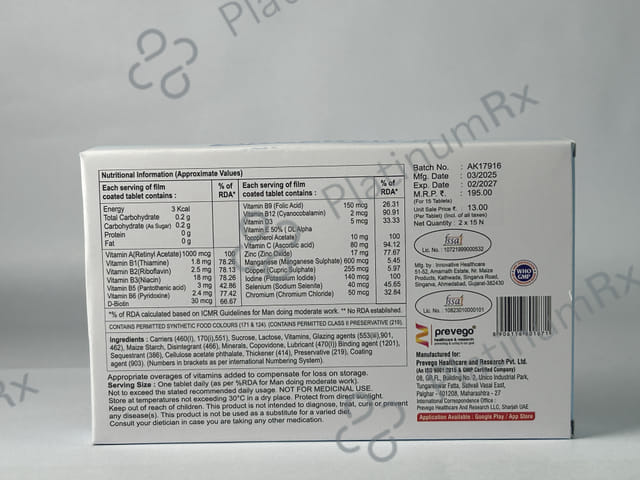 PlatinumRx
Nutritional Information (Approximate Values)
Each serving of film coated tablet contains : % of RDA*
Energy 3 Kcal
Total Carbohydrate 0.2 g
Carbohydrate (As Sugar) 0.2 g
Protein 0 g
Fat 0 g
Vitamin A(Retinyl Acetate) 1000 mcg 100
Vitamin B1(Thiamine) 1.8 mg 78.26
Vitamin B2(Riboflavin) 2.5 mg 78.13
Vitamin B3(Niacin) 18 mg 78.26
Vitamin B5 (Pantothenic acid) 3 mg 42.86
Vitamin B6 (Pyridoxine) 2.4 mg 77.42
D-Biotin 30 mcg 66.67
Each serving of film coated tablet contains : % of RDA*
Vitamin B9 (Folic Acid) 150 mcg 26.31
Vitamin B12 (Cyanocobalamin) 2 mcg 90.91
Vitamin D3 5 mcg 33.33
Vitamin E 50% ( DL Alpha
Tocopherol Acetate) 10 mg 100
Vitamin C (Ascorbic acid) 80 mg 94.12
Zinc (Zinc Oxide) 17 mg 77.67
Manganese (Manganese Sulphate) 600 mcg 5.45
Copper (Cupric Sulphate) 255 mcg 5.97
Iodine (Potassium Iodide) 140 mcg 100
Selenium (Sodium Selenite) 40 mcg 45.65
Chromium (Chromium Chloride) 50 mcg 32.84
*% of RDA calculated based on ICMR Guidelines for Man doing moderate work. ** No RDA established.
CONTAINS PERMITTED SYNTHETIC FOOD COLOURS (171 & 124). (CONTAINS PERMITTED CLASS II PRESERVATIVE (219).
Ingredients : Carriers (460(I), 170(I),551), Sucrose, Lactose, Vitamins, Glazing agents (553(iii)b,901,
462), Maize Starch, Disintegrant (466), Minerals, Copovidone, Lubricant (470(I)) Binding agent (1201),
Sequestrant (386), Cellulose acetate phthalate, Thickener (414), Preservative (219), Coating
agent (903). (Numbers in brackets as per international Numbering System).
Appropriate overages of vitamins added to compensate for loss on storage.
Serving Size : One tablet daily (as per %RDA for Man doing moderate work).
Not to exceed the stated recommended daily usage. NOT FOR MEDICINAL USE.
Store at temperatures not exceeding 30°C in a dry place. Protect from direct sunlight.
Keep out of reach of children. This product is not intended to diagnose, treat, cure or prevent
any disease(s). This product is not be used as a substitute for a varied diet.
Consult your dietician in case you are taking any other medication.
Batch No. : AK17916
Mfg. Date : 03/2025
Exp. Date : 02/2027
M.R.P. ₹. : 195.00
(For 15 Tablets)
Unit Sale Price ₹. : 13.00
(Per Tablet) (Incl. of all taxes)
Net Quantity : 2 x 15 N
fssai
Lic. No. : 10721999000532
Mfg. by : Innovative Healthcare
51-52, Amarnath Estate, Nr. Maize
Products, Kathwada, Singarva Road,
Singarva, Ahmedabad, Gujarat-382430
WHO
GMP
fssai
Lic. No. : 10823010000101
prevego
healthcare & research
Manufactured for:
Prevego Healthcare and Research Pvt. Ltd.
(An ISO 9001:2015 & GMP Certified Company)
08, GR.FL, Building No. 2, Unico Industrial Park,
Tungareshwar Fatta, Sativali Vasai East,
Palghar - 401208, Maharashtra - 27
International Correspondence Office :
Prevego Healthcare And Research LLC, Sharjah UAE
Application Available : Google Play / App Store